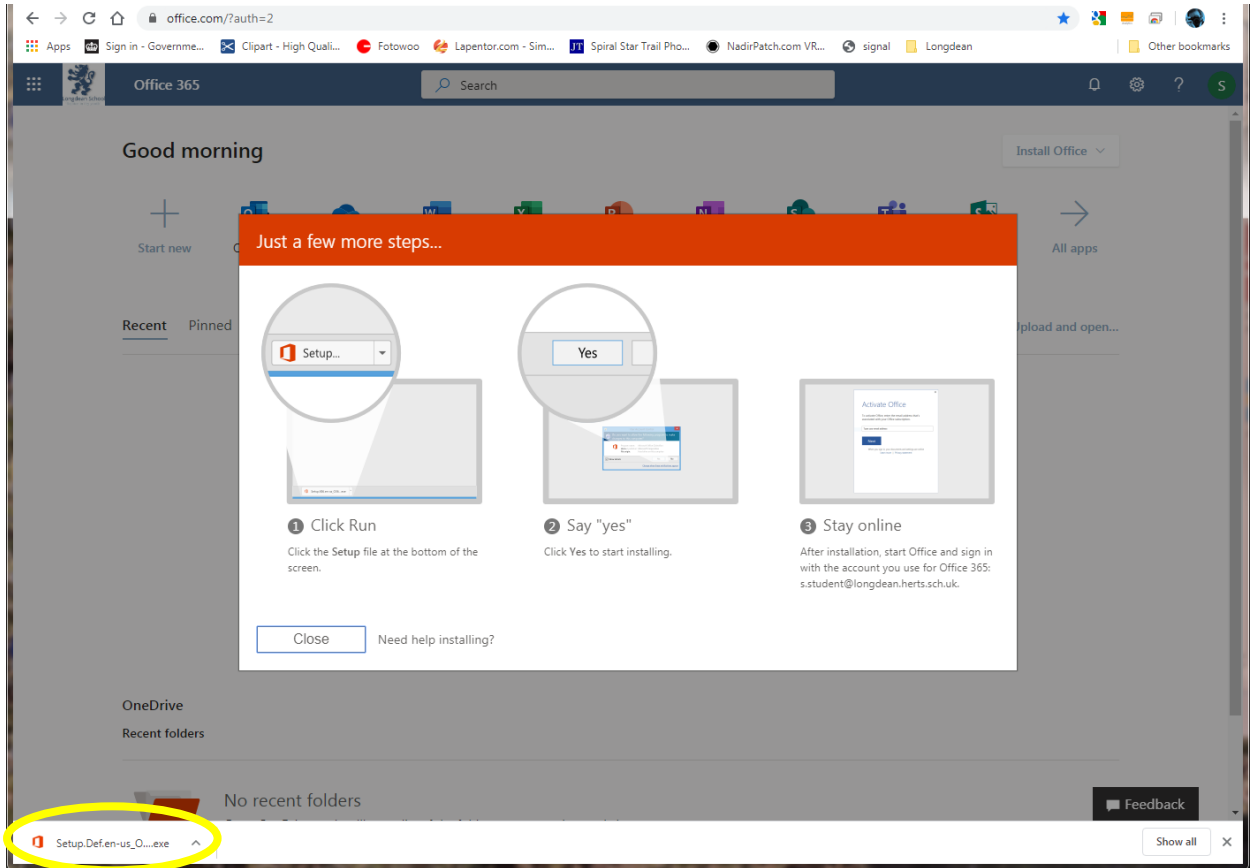 office.com/?auth=2
Apps Sign in - Governme... Clipart - High Quali... Fotowoo Lapentor.com - Sim... JT Spiral Star Trail Pho... NadirPatch.com VR... signal Longdean Other bookmarks
Office 365 Search ? S
Good morning
Install Office
Start new
All apps
Just a few more steps...
Recent Pinned
Upload and open...
Setup...
Yes
Activate Office
1 Click Run
Click the Setup file at the bottom of the
screen.
2 Say "yes"
Click Yes to start installing.
3 Stay online
After installation, start Office and sign in
with the account you use for Office 365:
s.student@longdean.herts.sch.uk.
Close Need help installing?
OneDrive
Recent folders
No recent folders
Feedback
Setup.Def.en-us_O....exe
Show all